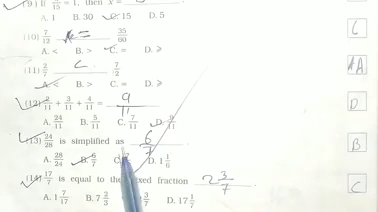 (9) If /15 = 1, then x =
A. 1 B. 30 C. 15 D. 5
(10) 7/12 = 35/60
A. < B. > C. = D. ⩾
(11) 2/7 < 7/2
A. < B. > C. = D. ⩾
(12) 2/11 + 3/11 + 4/11 = 9/11
A. 24/11 B. 5/11 C. 7/11 D. 9/11
(13) 24/28 is simplified as 6/7
A. 28/24 B. 6/7 D. 1 1/6
(14) 17/7 is equal to the mixed fraction 2 3/7
A. 1 7/17 B. 7 2/3 3/7 D. 17 1/7
C
A
D
B
C